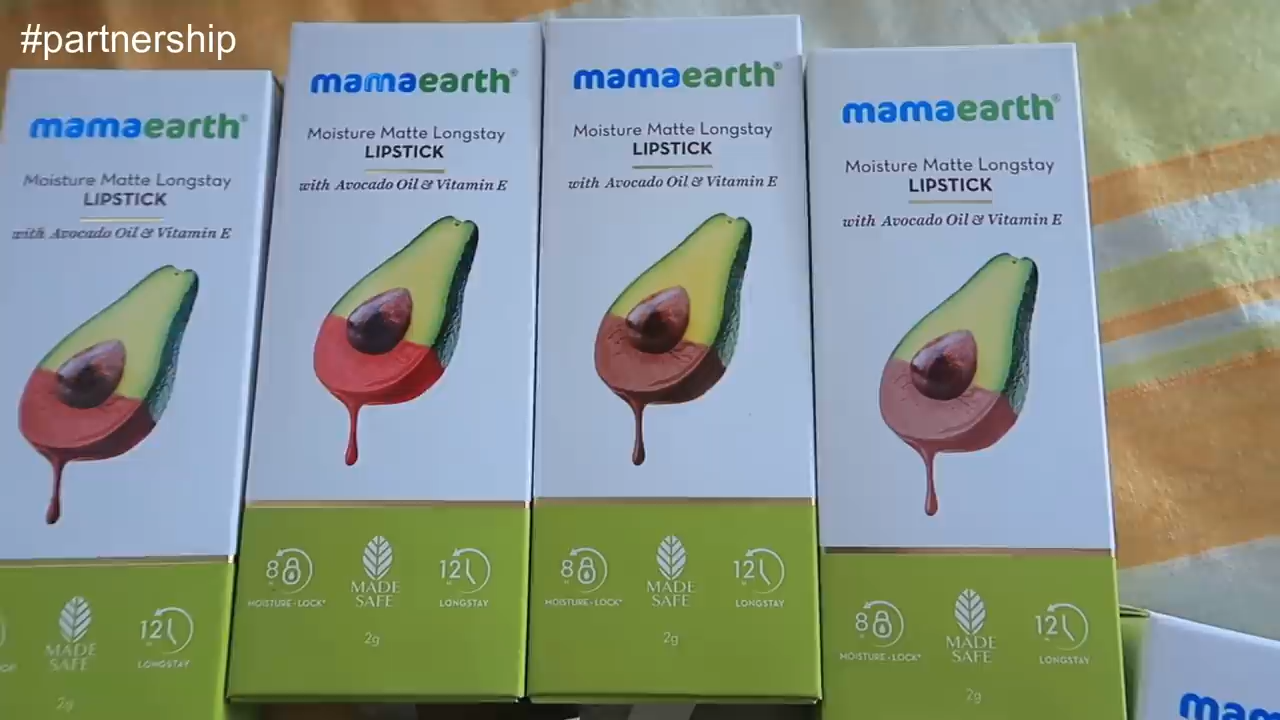 #partnership
mamaearth®
Moisture Matte Longstay
LIPSTICK
with Avocado Oil & Vitamin E
MADE
SAFE
12
LONGSTAY
2g
mamaearth®
Moisture Matte Longstay
LIPSTICK
with Avocado Oil & Vitamin E
8
MOISTURE-LOCK*
MADE
SAFE
12
LONGSTAY
2g
mamaearth®
Moisture Matte Longstay
LIPSTICK
with Avocado Oil & Vitamin E
8
MOISTURE-LOCK*
MADE
SAFE
12
LONGSTAY
2g
mamaearth®
Moisture Matte Longstay
LIPSTICK
with Avocado Oil & Vitamin E
8
MOISTURE-LOCK*
MADE
SAFE
12
LONGSTAY
2g